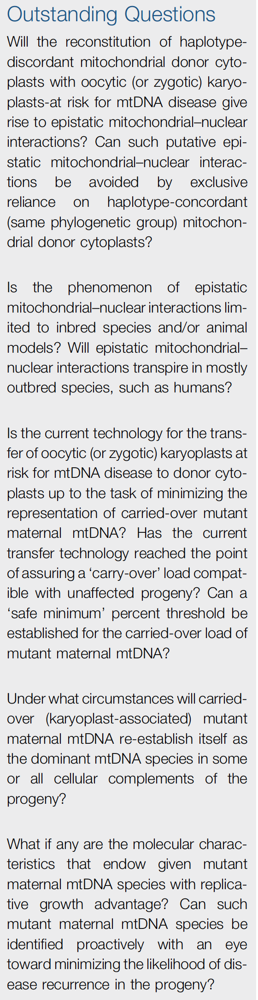 Outstanding Questions
Will the reconstitution of haplotype-
discordant mitochondrial donor cyto-
plasts with oocytic (or zygotic) karyo-
plasts-at risk for mtDNA disease give
rise to epistatic mitochondrial–nuclear
interactions? Can such putative epi-
static mitochondrial–nuclear interac-
tions be avoided by exclusive
reliance on haplotype-concordant
(same phylogenetic group) mitochon-
drial donor cytoplasts?
Is the phenomenon of epistatic
mitochondrial–nuclear interactions lim-
ited to inbred species and/or animal
models? Will epistatic mitochondrial–
nuclear interactions transpire in mostly
outbred species, such as humans?
Is the current technology for the trans-
fer of oocytic (or zygotic) karyoplasts at
risk for mtDNA disease to donor cyto-
plasts up to the task of minimizing the
representation of carried-over mutant
maternal mtDNA? Has the current
transfer technology reached the point
of assuring a ‘carry-over’ load compat-
ible with unaffected progeny? Can a
‘safe minimum’ percent threshold be
established for the carried-over load of
mutant maternal mtDNA?
Under what circumstances will carried-
over (karyoplast-associated) mutant
maternal mtDNA re-establish itself as
the dominant mtDNA species in some
or all cellular complements of the
progeny?
What if any are the molecular charac-
teristics that endow given mutant
maternal mtDNA species with replica-
tive growth advantage? Can such
mutant maternal mtDNA species be
identified proactively with an eye
toward minimizing the likelihood of dis-
ease recurrence in the progeny?